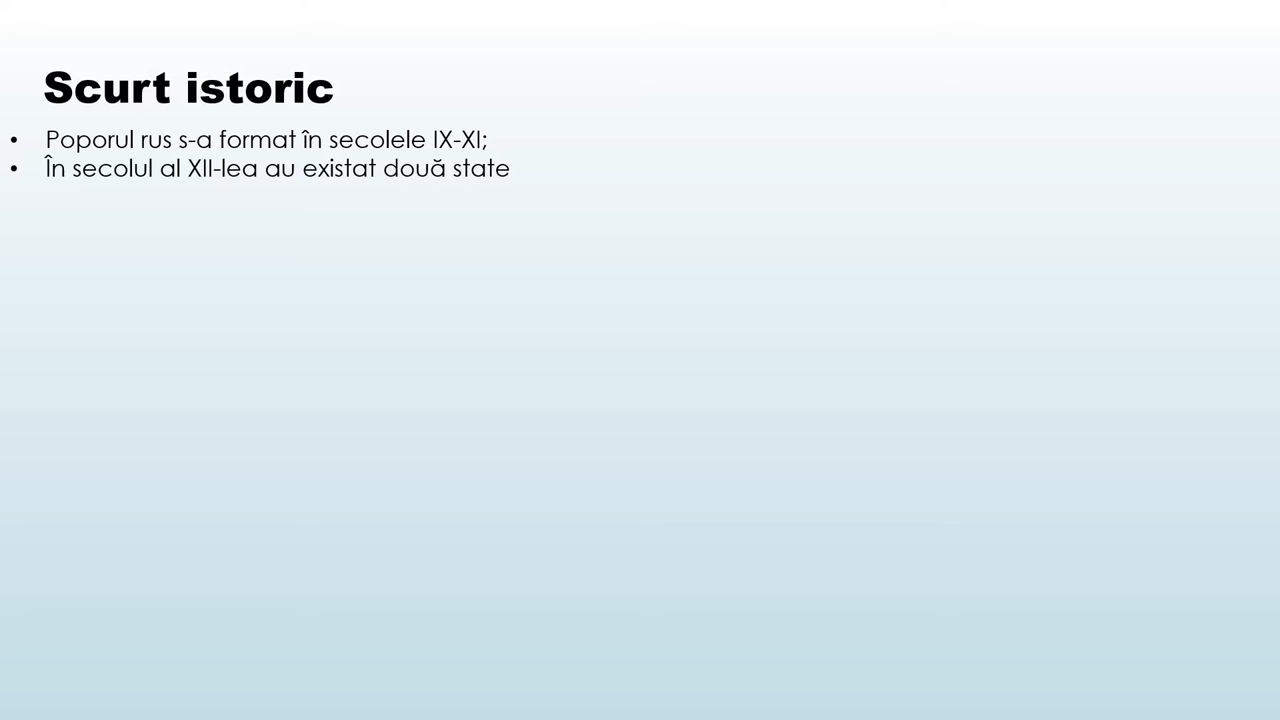 Scurt istoric
• Poporul rus s-a format în secolele IX-XI;
• În secolul al XII-lea au existat două state